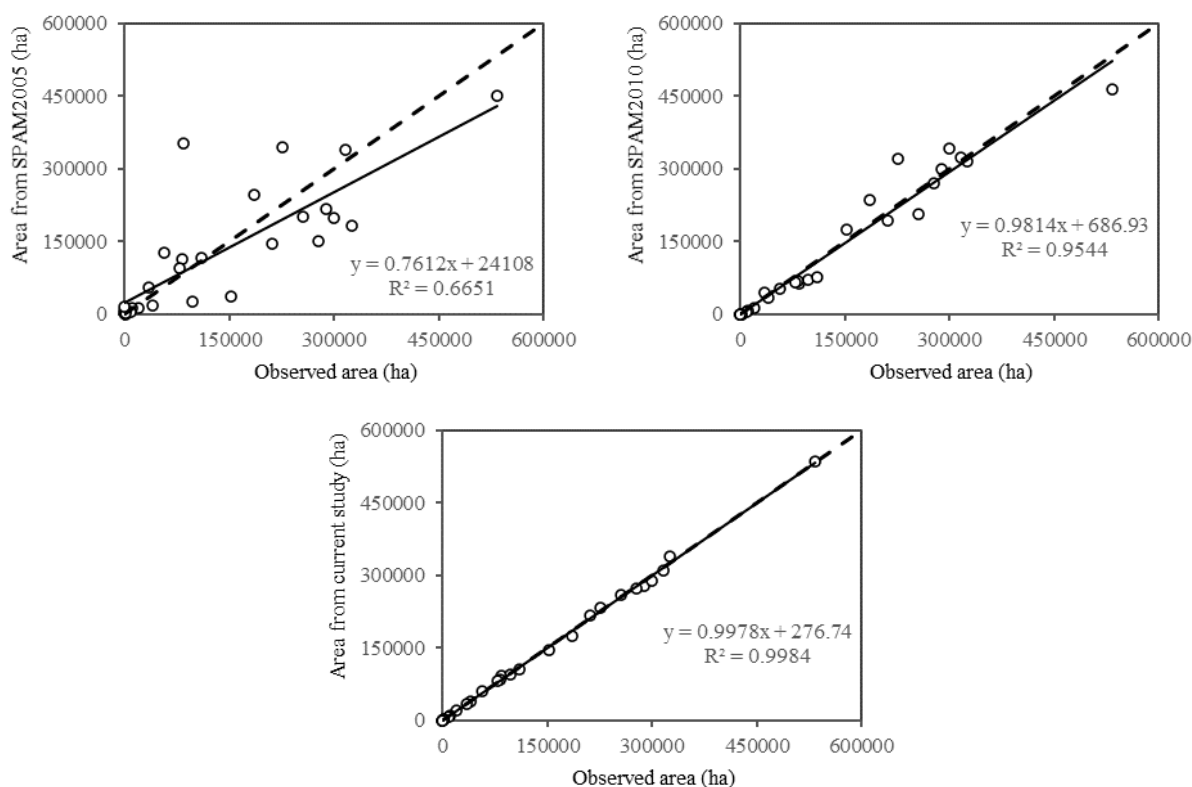 Area from SPAM2005 (ha)
600000
450000
300000
150000
0
y = 0.7612x + 24108
R² = 0.6651
0 150000 300000 450000 600000
Observed area (ha)
Area from SPAM2010 (ha)
600000
450000
300000
150000
0
y = 0.9814x + 686.93
R² = 0.9544
0 150000 300000 450000 600000
Observed area (ha)
Area from current study (ha)
600000
450000
300000
150000
0
y = 0.9978x + 276.74
R² = 0.9984
0 150000 300000 450000 600000
Observed area (ha)